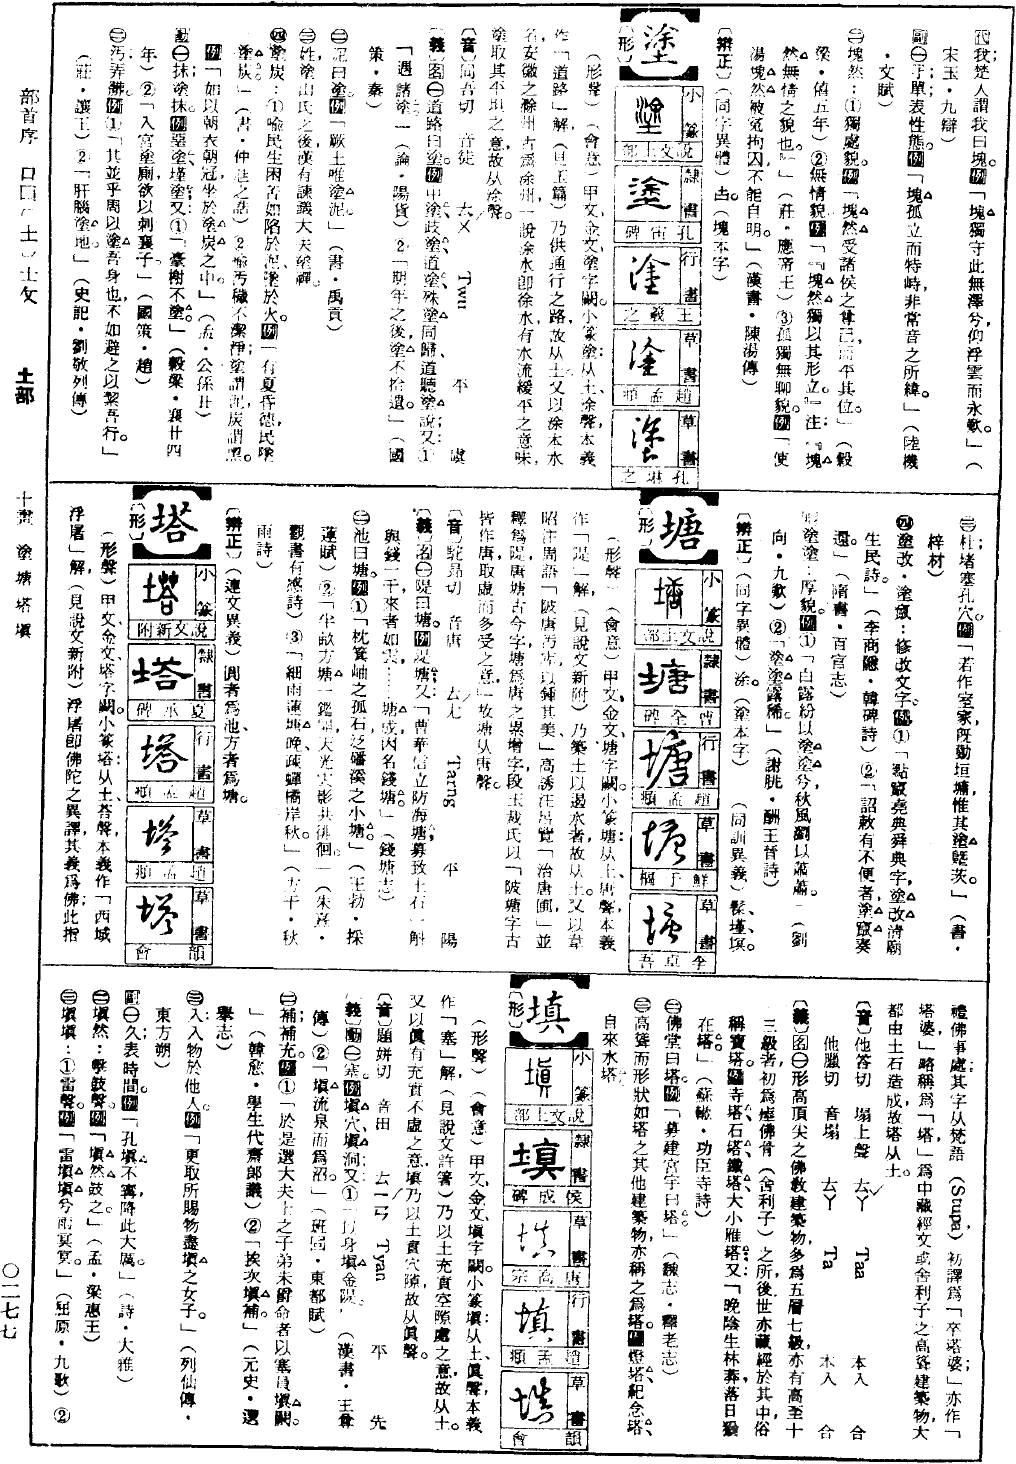 代我楚人謂我曰塊。例「塊獨守此無澤兮仰浮雲而永歎。」（
宋玉・九辯）
副㊀孑單表性態。例「塊孤立而特峙非常音之所緯。」（陸機
・文賦）
㊁塊然：①獨處貌。例「塊然受諸侯之尊己而平其位。」（穀
梁・僖五年）②無情貌。例「『塊然獨以其形立。』注：『塊
然無情之貌也。』」（莊・應帝王）③孤獨無聊貌。例「使
湯塊然被冤拘囚不能自明。」（漢書・陳湯傳）
〔辨正〕（同字異體）凷。（塊本字）
塗
〔形〕
小篆
說文土部
隸書
孔宙碑
行書
王羲之
草書
趙孟頫
草書
孔琳之
（形聲）（會意）甲文、金文塗字闕。小篆塗：从土、涂聲，本義
作「道路」解（見玉篇）乃供通行之路，故从土。又以涂本水
名，安徽之滁州古爲涂州，一說涂水卽徐水，有水流緩平之意味，
塗取其平坦之意，故从涂聲。
〔音〕同吾切　音徒　ㄊㄨˊ　Twu　平　虞
〔義〕名㊀道路曰塗。例甲塗、歧塗、道塗、殊塗同歸、道聽塗說；又：①
「遇諸塗。」（論・陽貨）②「期年之後，塗不拾遺。」（國
策・秦）
㊁泥曰塗。例「厥土唯塗泥。」（書・禹貢）
㊂姓，塗山氏之後，漢有諫議大夫塗禪。
㊃塗炭：①喻民生困苦如陷於泥、墜於火。例「有夏昏德，民墜
塗炭。」（書・仲虺之誥）②喻汚穢不潔淨，塗謂泥，炭謂黑。
例「如以朝衣朝冠，坐於塗炭之中。」（孟・公孫丑）
動㊀抹；塗抹。例堊塗、墐塗；又：①「臺榭不塗。」（穀梁・襄廿四
年）②「入宮塗廁，欲以刺襄子。」（國策・趙）
㊁汚；弄髒。例①「其並乎周以塗吾身也，不如避之以絜吾行。」
（莊・讓王）②「肝腦塗地。」（史記・劉敬列傳）
㊂杜；堵塞孔穴。例「若作室家，旣勤垣墉，惟其塗墍茨。」（書・
梓材）
㊃塗改・塗竄：修改文字。例①「點竄堯典舜典字，塗改淸廟
生民詩。」（李商隱・韓碑詩）②「詔敕有不便者，塗竄奏
還。」（隋書・百官志）
形塗塗：厚貌。例①「白露紛以塗塗兮，秋風瀏以蕭蕭。」（劉
向・九歎）②「塗塗露稀。」（謝朓・酬王晉詩）
〔辨正〕（同字異體）涂。（塗本字）　（同訓異義）髹、墐、塓。
塘
〔形〕
小篆
說文土部
隸書
曹全碑
行書
趙孟頫
草書
鮮于樞
草書
李卓吾
（形聲）（會意）甲文、金文塘字闕。小篆塘：从土、唐聲，本義
作「隄」解（見說文新附）乃築土以遏水者，故从土。又以韋
昭注周語「陂唐汚庳以鍾其美」高誘注呂覽「治唐圃」並
釋爲隄，唐塘古今字，塘爲唐之累增字；段玉裁氏以「陂塘字古
皆作唐，取虛而多受之意」故塘从唐聲。
〔音〕駝昂切　音唐　ㄊㄤˊ　Tarng　平　陽
〔義〕名㊀隄曰塘。例隄塘；又：「曹華信立防海塘，募致土石一斛，
與錢一千，來者如雲……塘成，因名錢塘。」（錢塘志）
㊁池曰塘。例①「枕箕岫之孤石，泛磻溪之小塘。」（王勃・採
蓮賦）②「半畝方塘一鑑開，天光雲影共徘徊。」（朱熹・
觀書有感詩）③「細雨蓮塘晚，疎蟬橘岸秋。」（方干・秋
雨詩）
〔辨正〕（連文異義）圓者爲池、方者爲塘。
塔
〔形〕
小篆
說文新附
隸書
夏承碑
行書
趙孟頫
草書
趙孟頫
草書
韻會
（形聲）甲文、金文塔字闕。小篆塔：从土、荅聲，本義作「西域
浮屠」解（見說文新附）浮屠卽佛陀之異譯，其義爲佛；此指
禮佛事處，其字从梵語（Stupa）初譯爲「卒塔婆」，亦作「
塔婆」略稱爲「塔」爲中藏經文或舍利子之高聳建築物，大
都由土石造成，故塔从土。
〔音〕他答切　塌上聲　ㄊㄚˇ　Taa　本入　合
他臘切　音塌　ㄊㄚ　Ta　本入　合
〔義〕名㊀形高頂尖之佛敎建築物，多爲五層七級，亦有高至十
三級者；初爲瘞佛骨（舍利子）之所，後世亦藏經於其中，俗
稱寶塔。例寺塔、石塔、鐵塔、大小雁塔；又：「晚陰生林莽，落日猶
在塔。」（蘇轍・功臣寺詩）
㊁佛堂曰塔。例「募建宮宇曰塔。」（魏志・釋老志）
㊂高聳而形狀如塔之其他建築物亦稱之爲塔。例燈塔、紀念塔、
自來水塔。
塡
〔形〕
小篆
說文土部
隸書
侯成碑
草書
唐高宗
行書
趙孟頫
草書
韻會
（形聲）（會意）甲文、金文塡字闕。小篆塡：从土、眞聲，本義
作「塞」解（見說文許箸）乃以土充實空隙處之意，故从土。
又以眞有充實不虛之意，塡乃以土實穴隙，故从眞聲。
〔音〕題姸切　音田　ㄊㄧㄢˊ　Tyan　平　先
〔義〕動㊀塞。例塡穴、塡洞；又：①「以身塡金隄。」（漢書・王尊
傳）②「塡流泉而爲沼。」（班固・東都賦）
㊁補；補充。例①「於是選大夫士之子弟未爵命者，以塞員塡闕。
」（韓愈・學生代齋郎議）②「挨次塡補。」（元史・選
舉志）
㊂入；入物於他人。例「更取所賜物，盡塡之女子。」（列仙傳・
東方朔）
副㊀久，表時間。例「孔塡不寧，降此大厲。」（詩・大雅）
㊁塡然：擊鼓聲。例「塡然鼓之。」（孟・梁惠王）
㊂塡塡：①雷聲。例「雷塡塡兮雨冥冥。」（屈原・九歌）②
部首序　口囗土士夊
土部
十畫　塗塘塔塡
〇二七七